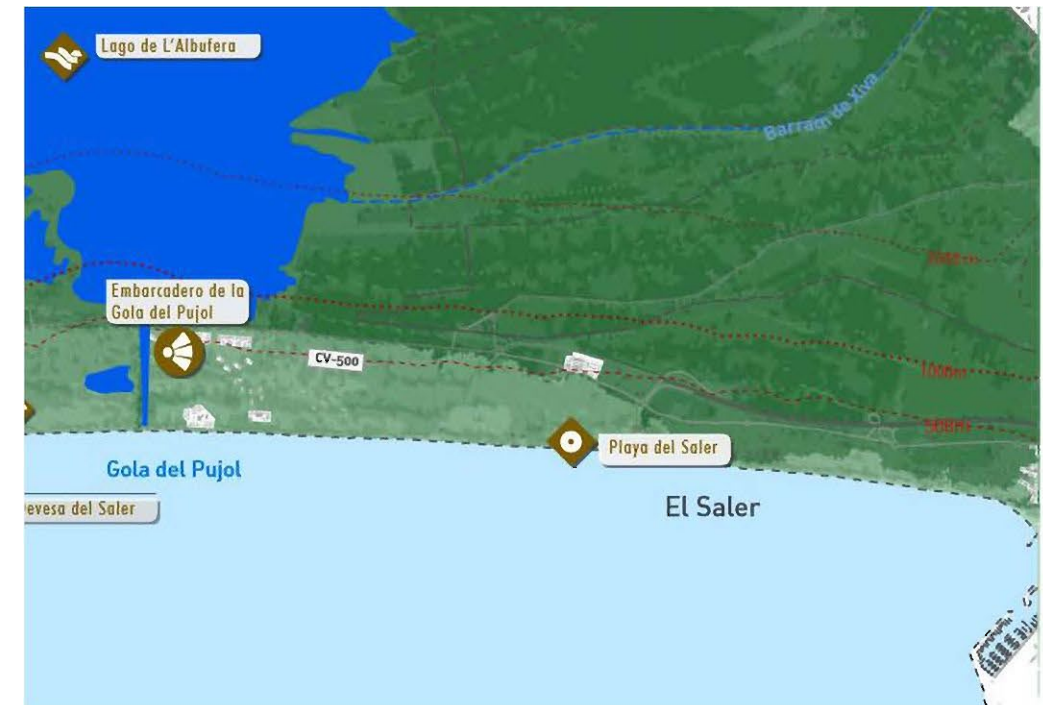 Lago de L'Albufera
Barranc de Xiva
Embarcadero de la
Gola del Pujol
CV-500
1000m
500m
Playa del Saler
Gola del Pujol
El Saler
evesa del Saler